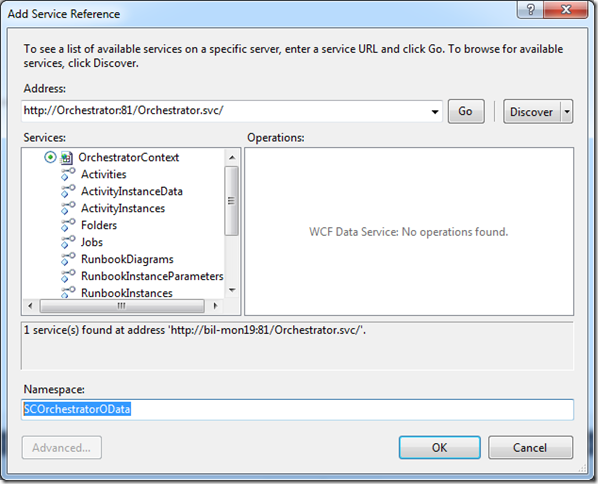 Add Service Reference
?
To see a list of available services on a specific server, enter a service URL and click Go. To browse for available
services, click Discover.
Address:
http://Orchestrator:81/Orchestrator.svc/
Go
Discover
Services:
Operations:
OrchestratorContext
Activities
ActivityInstanceData
ActivityInstances
Folders
Jobs
RunbookDiagrams
RunbookInstanceParameters
RunbookInstances
WCF Data Service: No operations found.
1 service(s) found at address 'http://bil-mon19:81/Orchestrator.svc/'.
Namespace:
SCOrchestratorOData
Advanced...
OK
Cancel